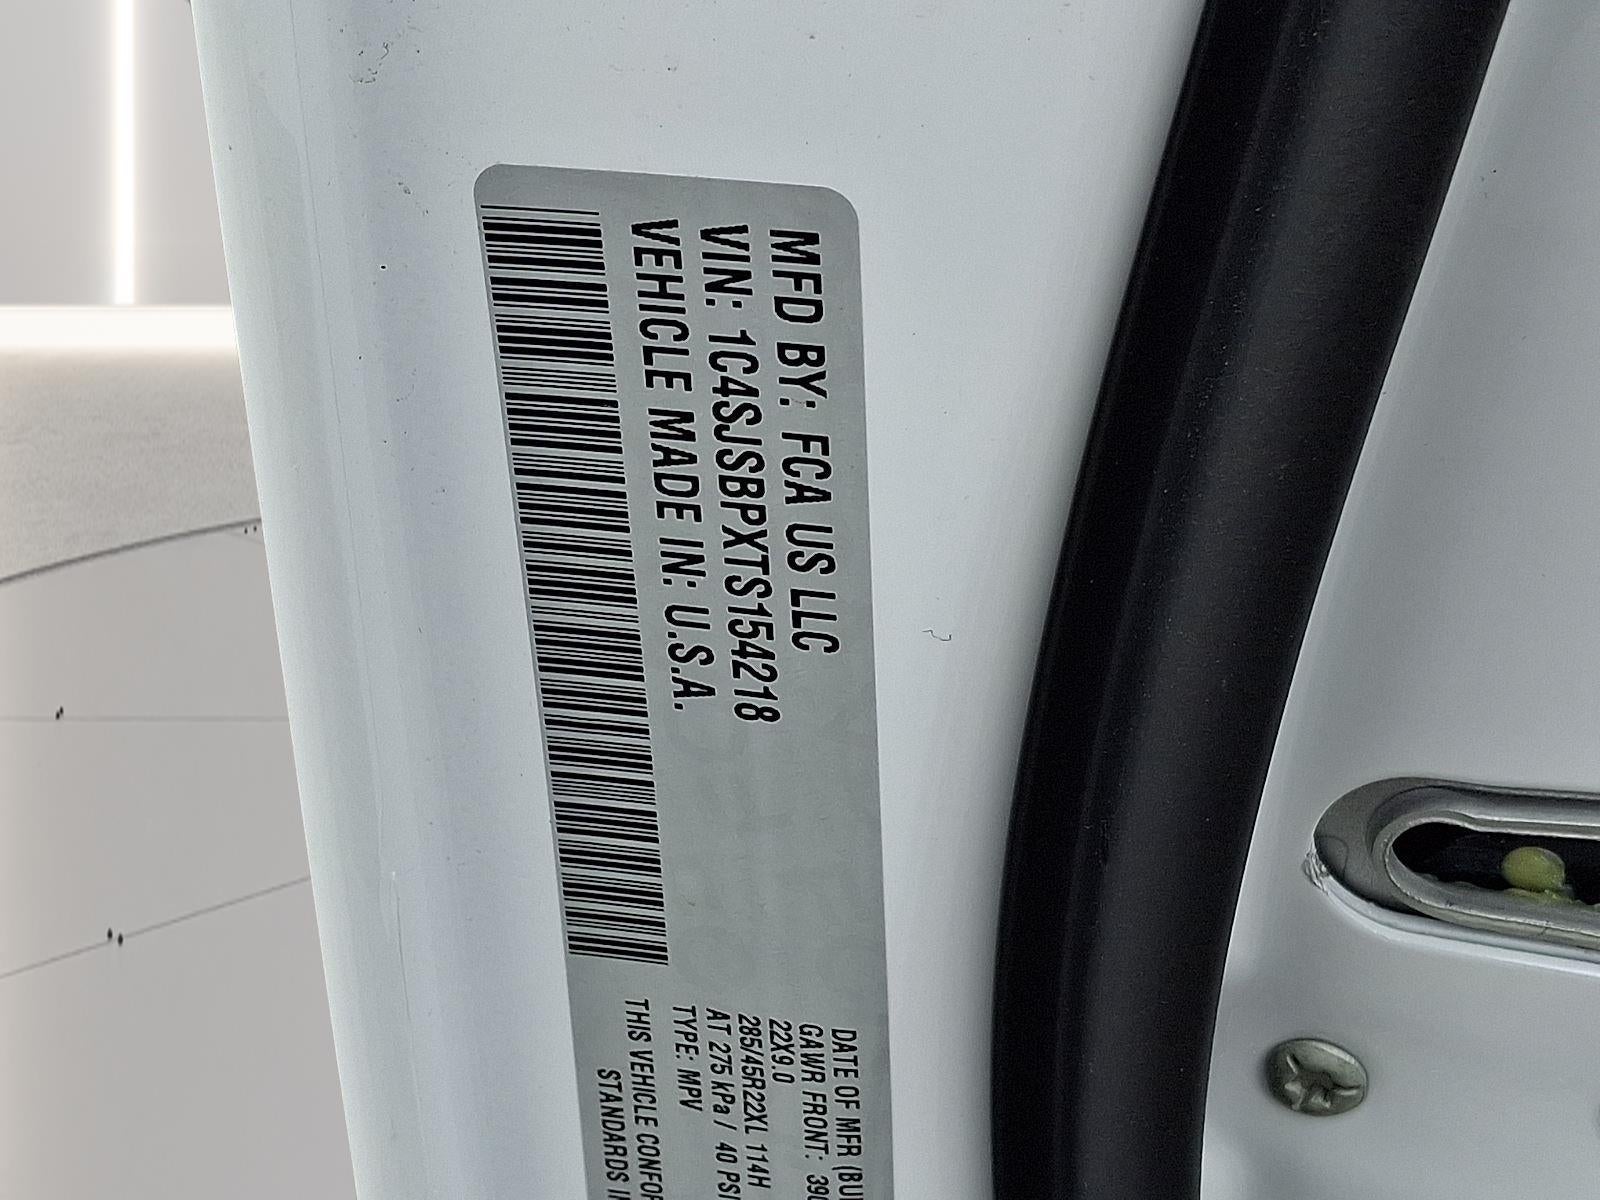 MFD BY: FCA US LLC
VIN: 1C4SJSBPXTS154218
VEHICLE MADE IN: U.S.A.
DATE OF MFR
GAWR FRONT:
22X9.0
285/45R22XL 114H
AT 275 kPa / 40 PSI
TYPE: MPV
THIS VEHICLE
STANDARDS